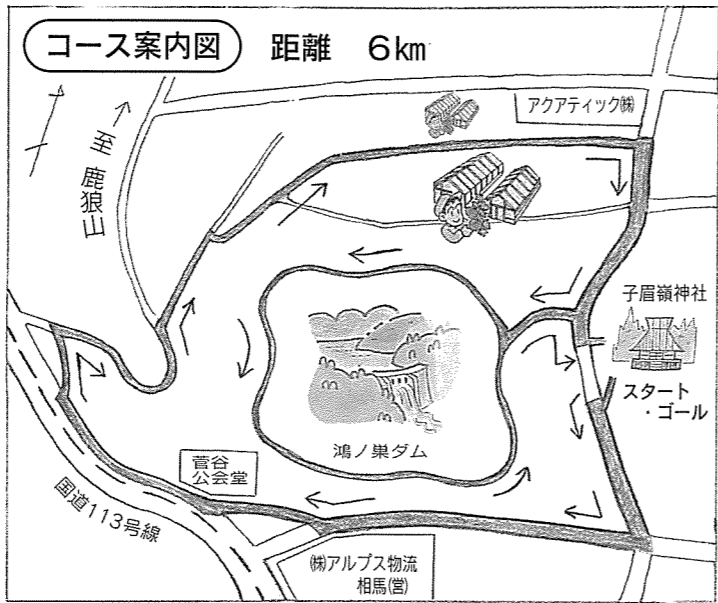 コース案内図 距離 6km
アクアティック㈱
至 鹿狼山
子眉嶺神社
スタート
・ゴール
鴻ノ巣ダム
菅谷
公会堂
国道113号線
㈱アルプス物流
相馬(営)